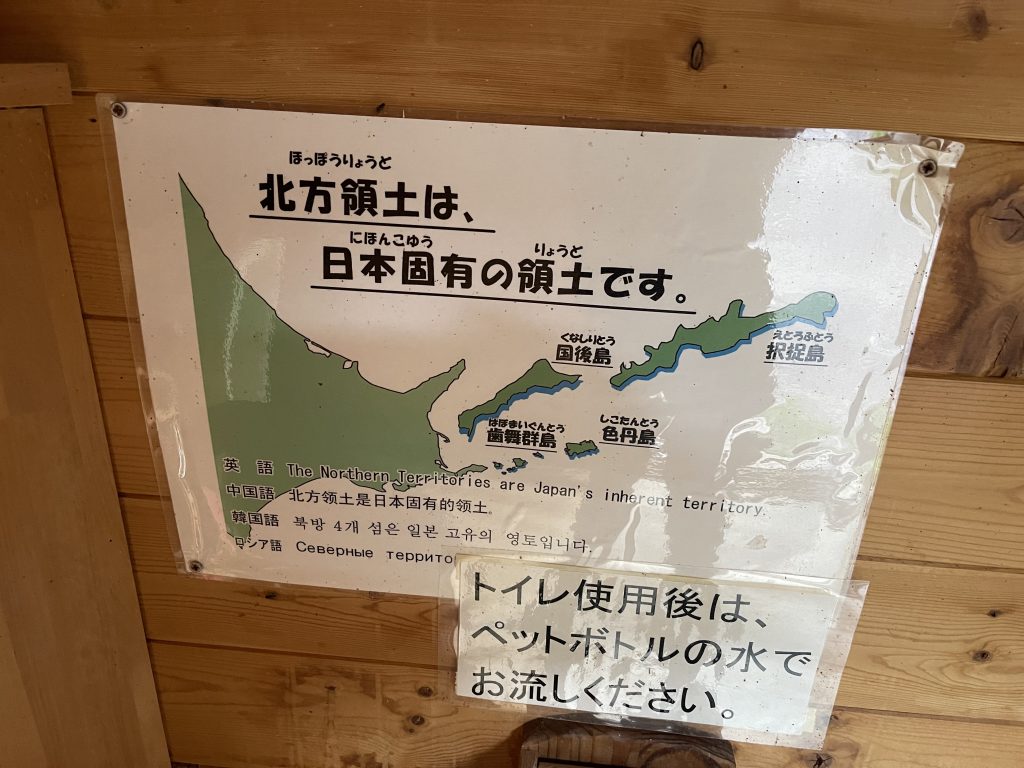 ほっぽうりょうど
北方領土は、
にほんこゆう りょうど
日本固有の領土です。
くなしりとう
国後島
えとろふとう
択捉島
はぼまいぐんとう
歯舞群島
しこたんとう
色丹島
英 語 The Northern Territories are Japan's inherent territory.
中国語 北方领土是日本固有的领土。
韓国語 북방 4개 섬은 일본 고유의 영토입니다.
ロシア語 Северные
トイレ使用後は、
ペットボトルの水で
お流しください。